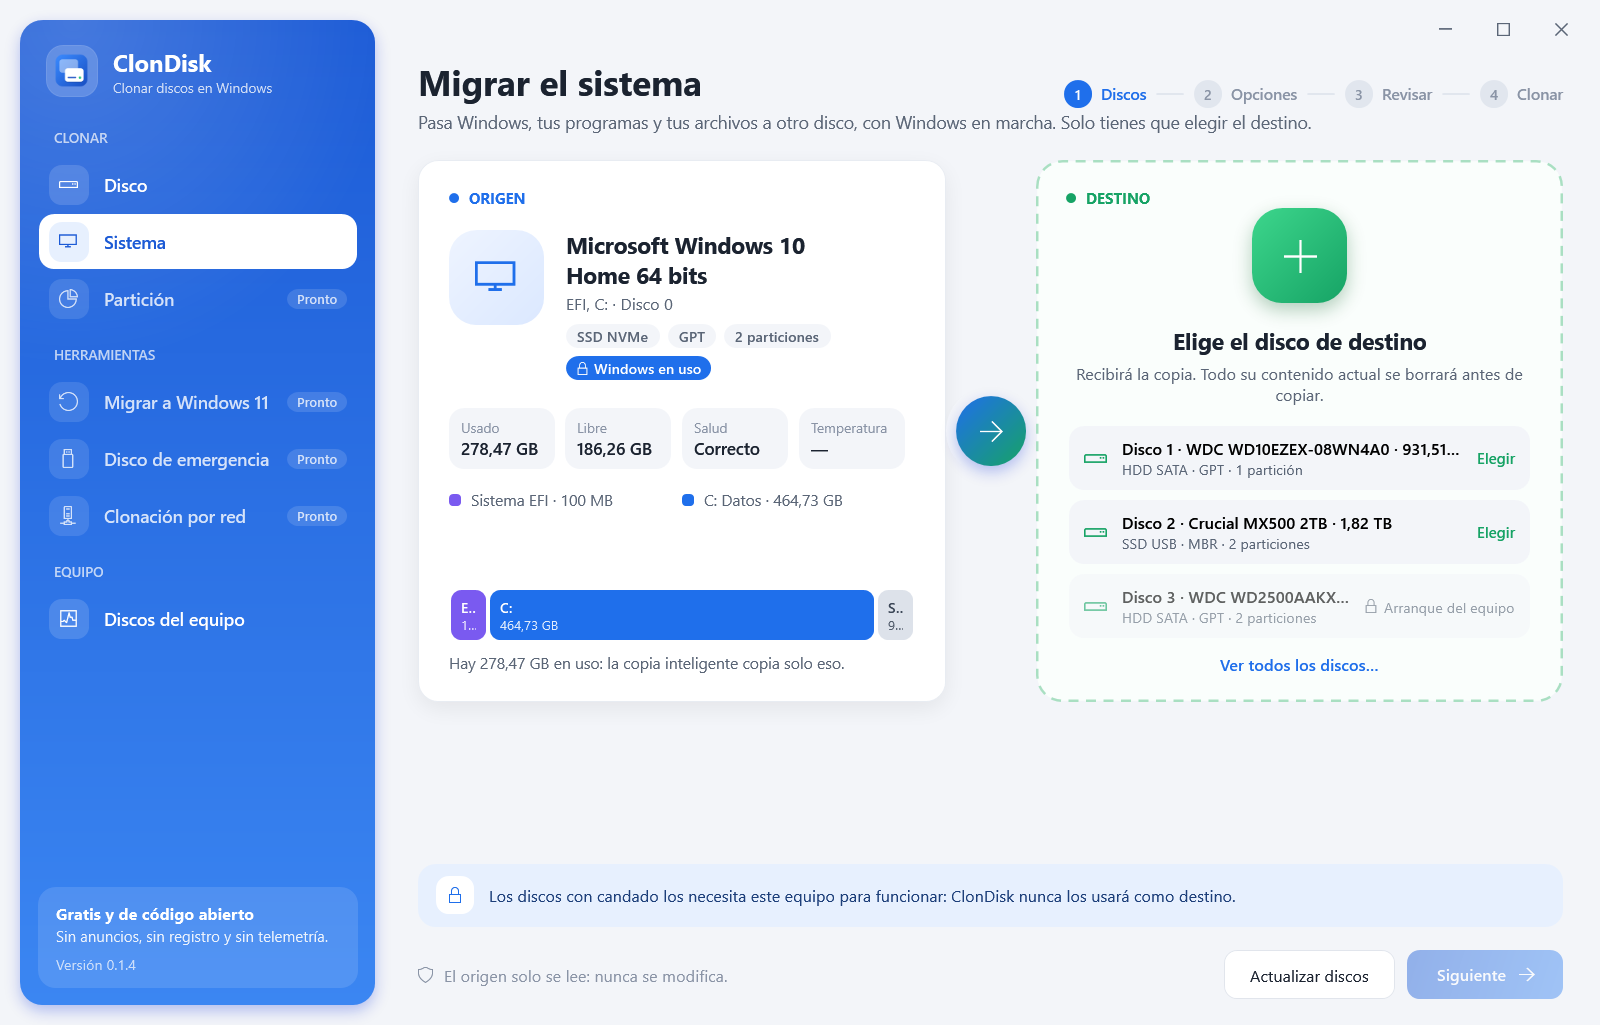 ClonDisk
Clonar discos en Windows
CLONAR
Disco
Sistema
Partición Pronto
HERRAMIENTAS
Migrar a Windows 11 Pronto
Disco de emergencia Pronto
Clonación por red Pronto
EQUIPO
Discos del equipo
Gratis y de código abierto
Sin anuncios, sin registro y sin telemetría.
Versión 0.1.4
Migrar el sistema
1 Discos 2 Opciones 3 Revisar 4 Clonar
Pasa Windows, tus programas y tus archivos a otro disco, con Windows en marcha. Solo tienes que elegir el destino.
ORIGEN
Microsoft Windows 10
Home 64 bits
EFI, C: · Disco 0
SSD NVMe GPT 2 particiones
Windows en uso
Usado Libre Salud Temperatura
278,47 GB 186,26 GB Correcto —
Sistema EFI · 100 MB C: Datos · 464,73 GB
E.. C: S..
1... 464,73 GB 9...
Hay 278,47 GB en uso: la copia inteligente copia solo eso.
DESTINO
Elige el disco de destino
Recibirá la copia. Todo su contenido actual se borrará antes de
copiar.
Disco 1 · WDC WD10EZEX-08WN4A0 · 931,51... Elegir
HDD SATA · GPT · 1 partición
Disco 2 · Crucial MX500 2TB · 1,82 TB Elegir
SSD USB · MBR · 2 particiones
Disco 3 · WDC WD2500AAKX... Arranque del equipo
HDD SATA · GPT · 2 particiones
Ver todos los discos...
Los discos con candado los necesita este equipo para funcionar: ClonDisk nunca los usará como destino.
El origen solo se lee: nunca se modifica.
Actualizar discos Siguiente